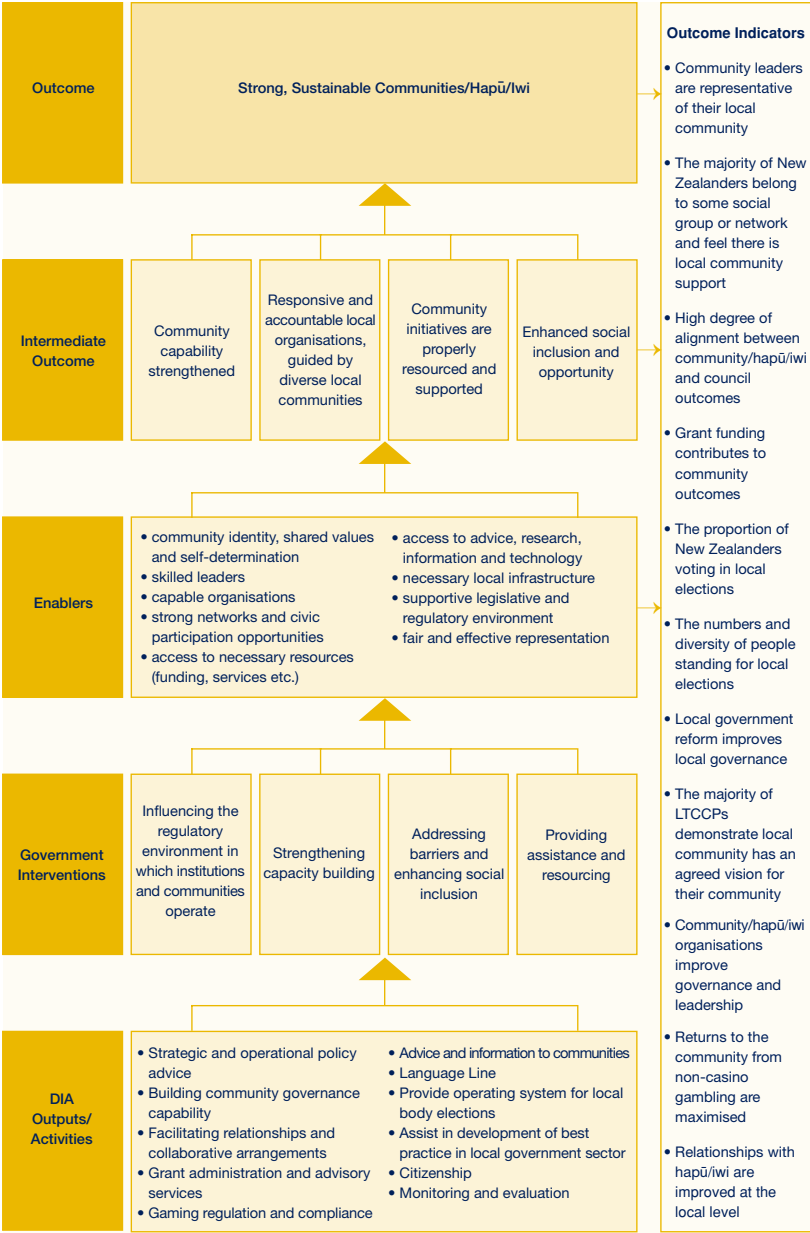 Outcome
Strong, Sustainable Communities/Hapū/Iwi
Intermediate
Outcome
Community
capability
strengthened
Responsive and
accountable local
organisations,
guided by
diverse local
communities
Community
initiatives are
properly
resourced and
supported
Enhanced social
inclusion and
opportunity
Enablers
• community identity, shared values
and self-determination
• skilled leaders
• capable organisations
• strong networks and civic
participation opportunities
• access to necessary resources
(funding, services etc.)
• access to advice, research,
information and technology
• necessary local infrastructure
• supportive legislative and
regulatory environment
• fair and effective representation
Government
Interventions
Influencing the
regulatory
environment in
which institutions
and communities
operate
Strengthening
capacity building
Addressing
barriers and
enhancing social
inclusion
Providing
assistance and
resourcing
DIA
Outputs/
Activities
• Strategic and operational policy
advice
• Building community governance
capability
• Facilitating relationships and
collaborative arrangements
• Grant administration and advisory
services
• Gaming regulation and compliance
• Advice and information to communities
• Language Line
• Provide operating system for local
body elections
• Assist in development of best
practice in local government sector
• Citizenship
• Monitoring and evaluation
Outcome Indicators
• Community leaders
are representative
of their local
community
• The majority of New
Zealanders belong
to some social
group or network
and feel there is
local community
support
• High degree of
alignment between
community/hapū/iwi
and council
outcomes
• Grant funding
contributes to
community
outcomes
• The proportion of
New Zealanders
voting in local
elections
• The numbers and
diversity of people
standing for local
elections
• Local government
reform improves
local governance
• The majority of
LTCCPs
demonstrate local
community has an
agreed vision for
their community
• Community/hapū/iwi
organisations
improve
governance and
leadership
• Returns to the
community from
non-casino
gambling are
maximised
• Relationships with
hapū/iwi are
improved at the
local level